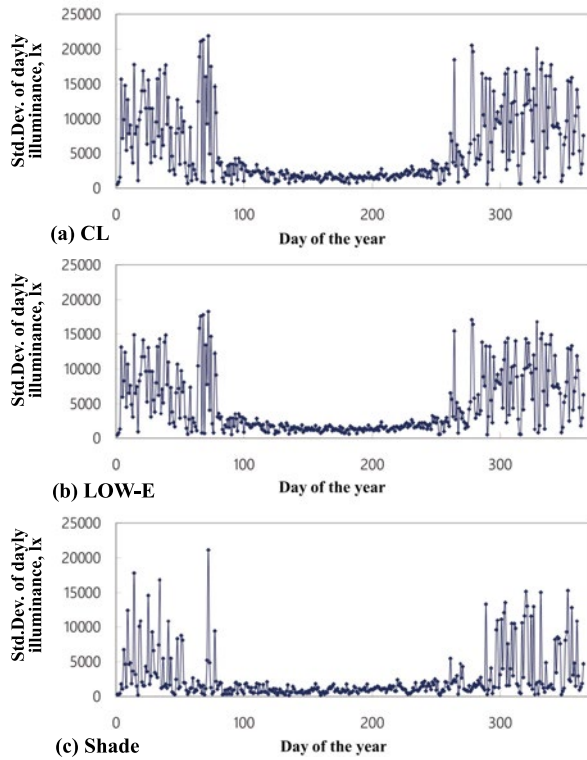 25000
20000
15000
10000
5000
0
Std.Dev. of dayly
illuminance, lx
0 100 200 300
(a) CL
Day of the year
25000
20000
15000
10000
5000
0
Std.Dev. of dayly
illuminance, lx
0 100 200 300
(b) LOW-E
Day of the year
25000
20000
15000
10000
5000
0
Std.Dev. of dayly
illuminance, lx
0 100 200 300
(c) Shade
Day of the year